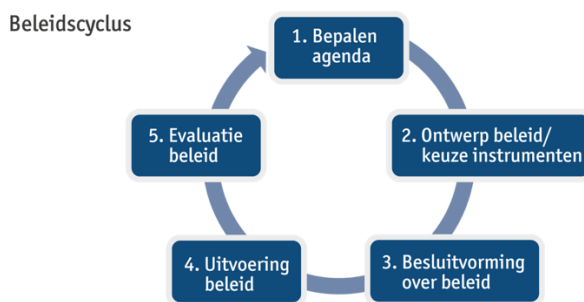 Beleidscyclus
1. Bepalen
agenda
2. Ontwerp beleid/
keuze instrumenten
3. Besluitvorming
over beleid
4. Uitvoering
beleid
5. Evaluatie
beleid